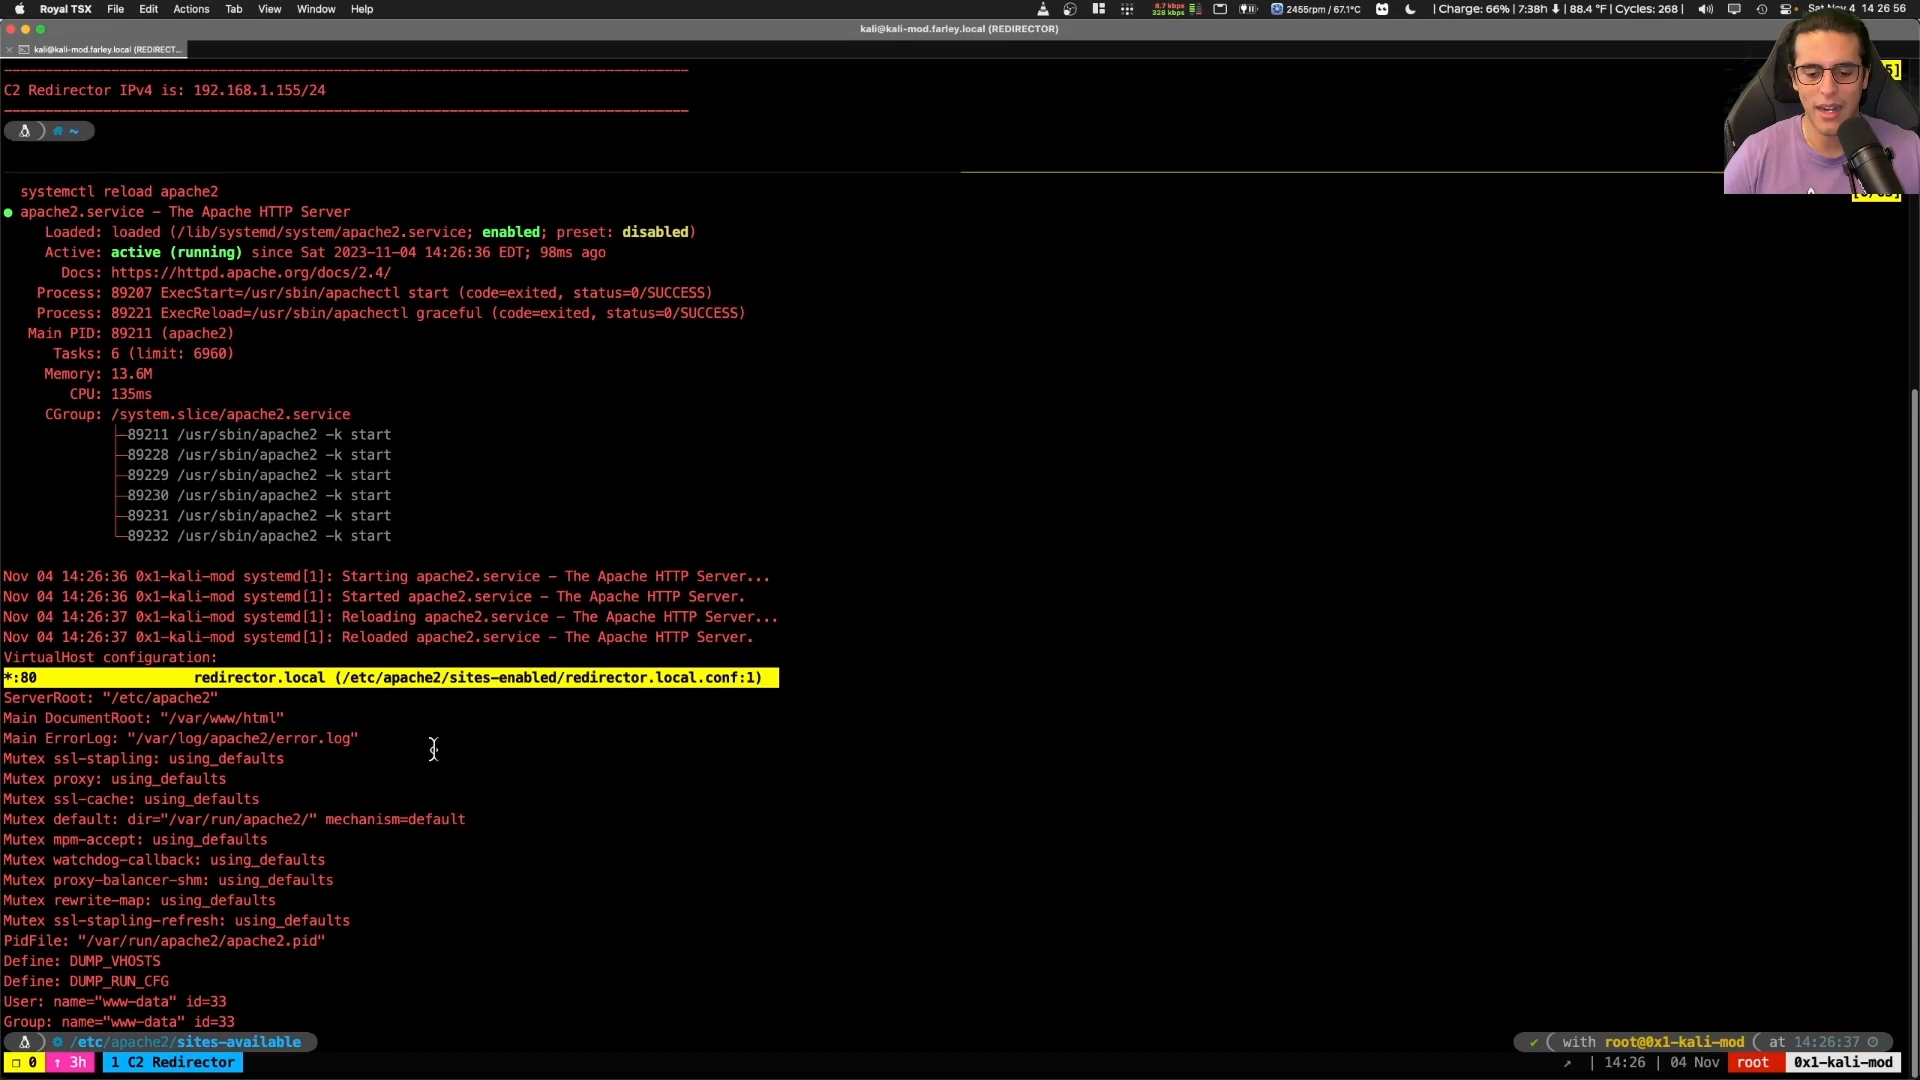 Royal TSX File Edit Actions Tab View Window Help
8.7 kbps
328 kbps
2455rpm / 67.1°C | Charge: 66% | 7:38h | 88.4 °F | Cycles: 268 | Sat Nov 4 14 26 56
kali@kali-mod.farley.local (REDIRECTOR)
kali@kali-mod.farley.local (REDIRECT...
C2 Redirector IPv4 is: 192.168.1.155/24
~
systemctl reload apache2
apache2.service – The Apache HTTP Server
Loaded: loaded (/lib/systemd/system/apache2.service; enabled; preset: disabled)
Active: active (running) since Sat 2023-11-04 14:26:36 EDT; 98ms ago
Docs: https://httpd.apache.org/docs/2.4/
Process: 89207 ExecStart=/usr/sbin/apachectl start (code=exited, status=0/SUCCESS)
Process: 89221 ExecReload=/usr/sbin/apachectl graceful (code=exited, status=0/SUCCESS)
Main PID: 89211 (apache2)
Tasks: 6 (limit: 6960)
Memory: 13.6M
CPU: 135ms
CGroup: /system.slice/apache2.service
├─89211 /usr/sbin/apache2 -k start
├─89228 /usr/sbin/apache2 -k start
├─89229 /usr/sbin/apache2 -k start
├─89230 /usr/sbin/apache2 -k start
├─89231 /usr/sbin/apache2 -k start
└─89232 /usr/sbin/apache2 -k start
Nov 04 14:26:36 0x1-kali-mod systemd[1]: Starting apache2.service – The Apache HTTP Server...
Nov 04 14:26:36 0x1-kali-mod systemd[1]: Started apache2.service – The Apache HTTP Server.
Nov 04 14:26:37 0x1-kali-mod systemd[1]: Reloading apache2.service – The Apache HTTP Server...
Nov 04 14:26:37 0x1-kali-mod systemd[1]: Reloaded apache2.service – The Apache HTTP Server.
VirtualHost configuration:
*:80 redirector.local (/etc/apache2/sites-enabled/redirector.local.conf:1)
ServerRoot: "/etc/apache2"
Main DocumentRoot: "/var/www/html"
Main ErrorLog: "/var/log/apache2/error.log"
Mutex ssl-stapling: using_defaults
Mutex proxy: using_defaults
Mutex ssl-cache: using_defaults
Mutex default: dir="/var/run/apache2/" mechanism=default
Mutex mpm-accept: using_defaults
Mutex watchdog-callback: using_defaults
Mutex proxy-balancer-shm: using_defaults
Mutex rewrite-map: using_defaults
Mutex ssl-stapling-refresh: using_defaults
PidFile: "/var/run/apache2/apache2.pid"
Define: DUMP_VHOSTS
Define: DUMP_RUN_CFG
User: name="www-data" id=33
Group: name="www-data" id=33
/etc/apache2/sites-available ✔ ( with root@0x1-kali-mod ( at 14:26:37
❐ 0 ↑ 3h 1 C2 Redirector ↗ | 14:26 | 04 Nov root 0x1-kali-mod